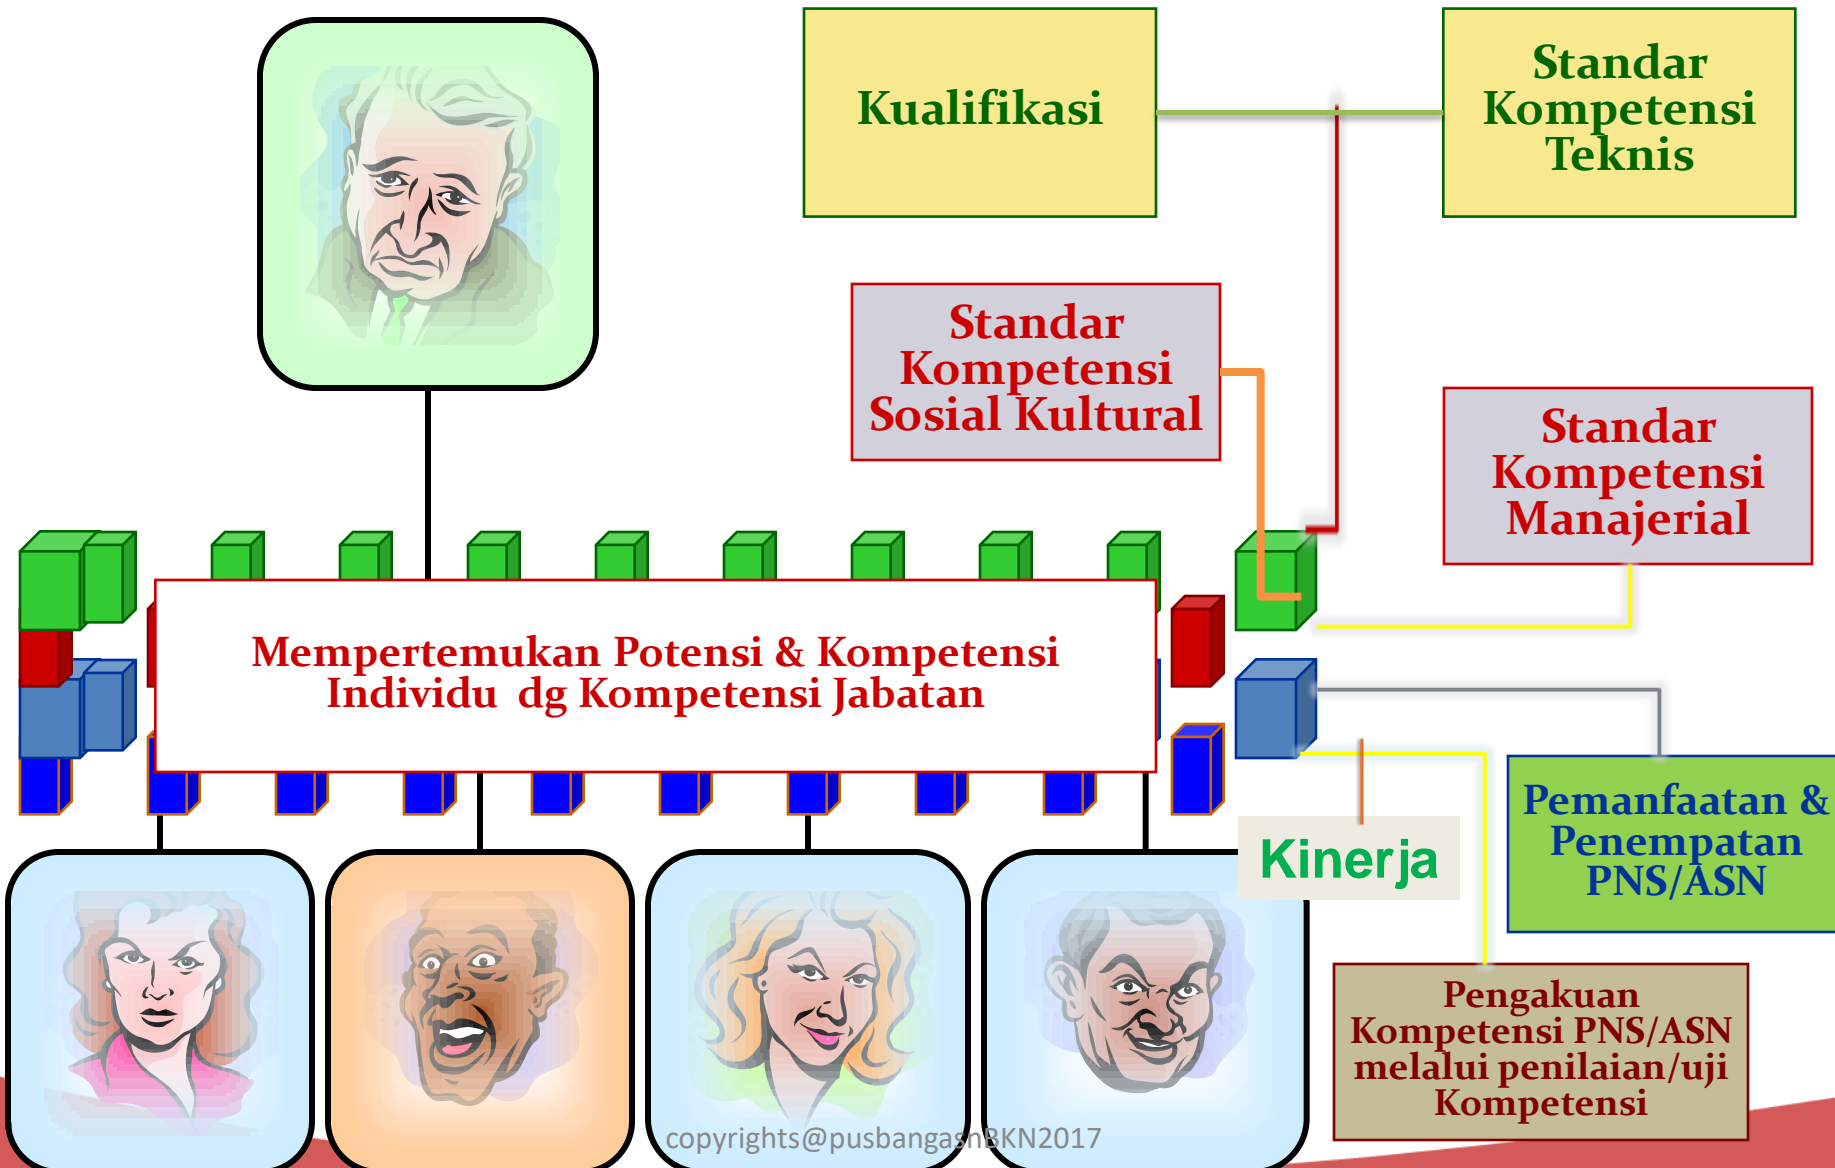 Kualifikasi
Standar
Kompetensi
Teknis
Standar
Kompetensi
Sosial Kultural
Standar
Kompetensi
Manajerial
Mempertemukan Potensi & Kompetensi
Individu dg Kompetensi Jabatan
Kinerja
Pemanfaatan &
Penempatan
PNS/ASN
Pengakuan
Kompetensi PNS/ASN
melalui penilaian/uji
Kompetensi
copyrights@pusbangasnBKN2017